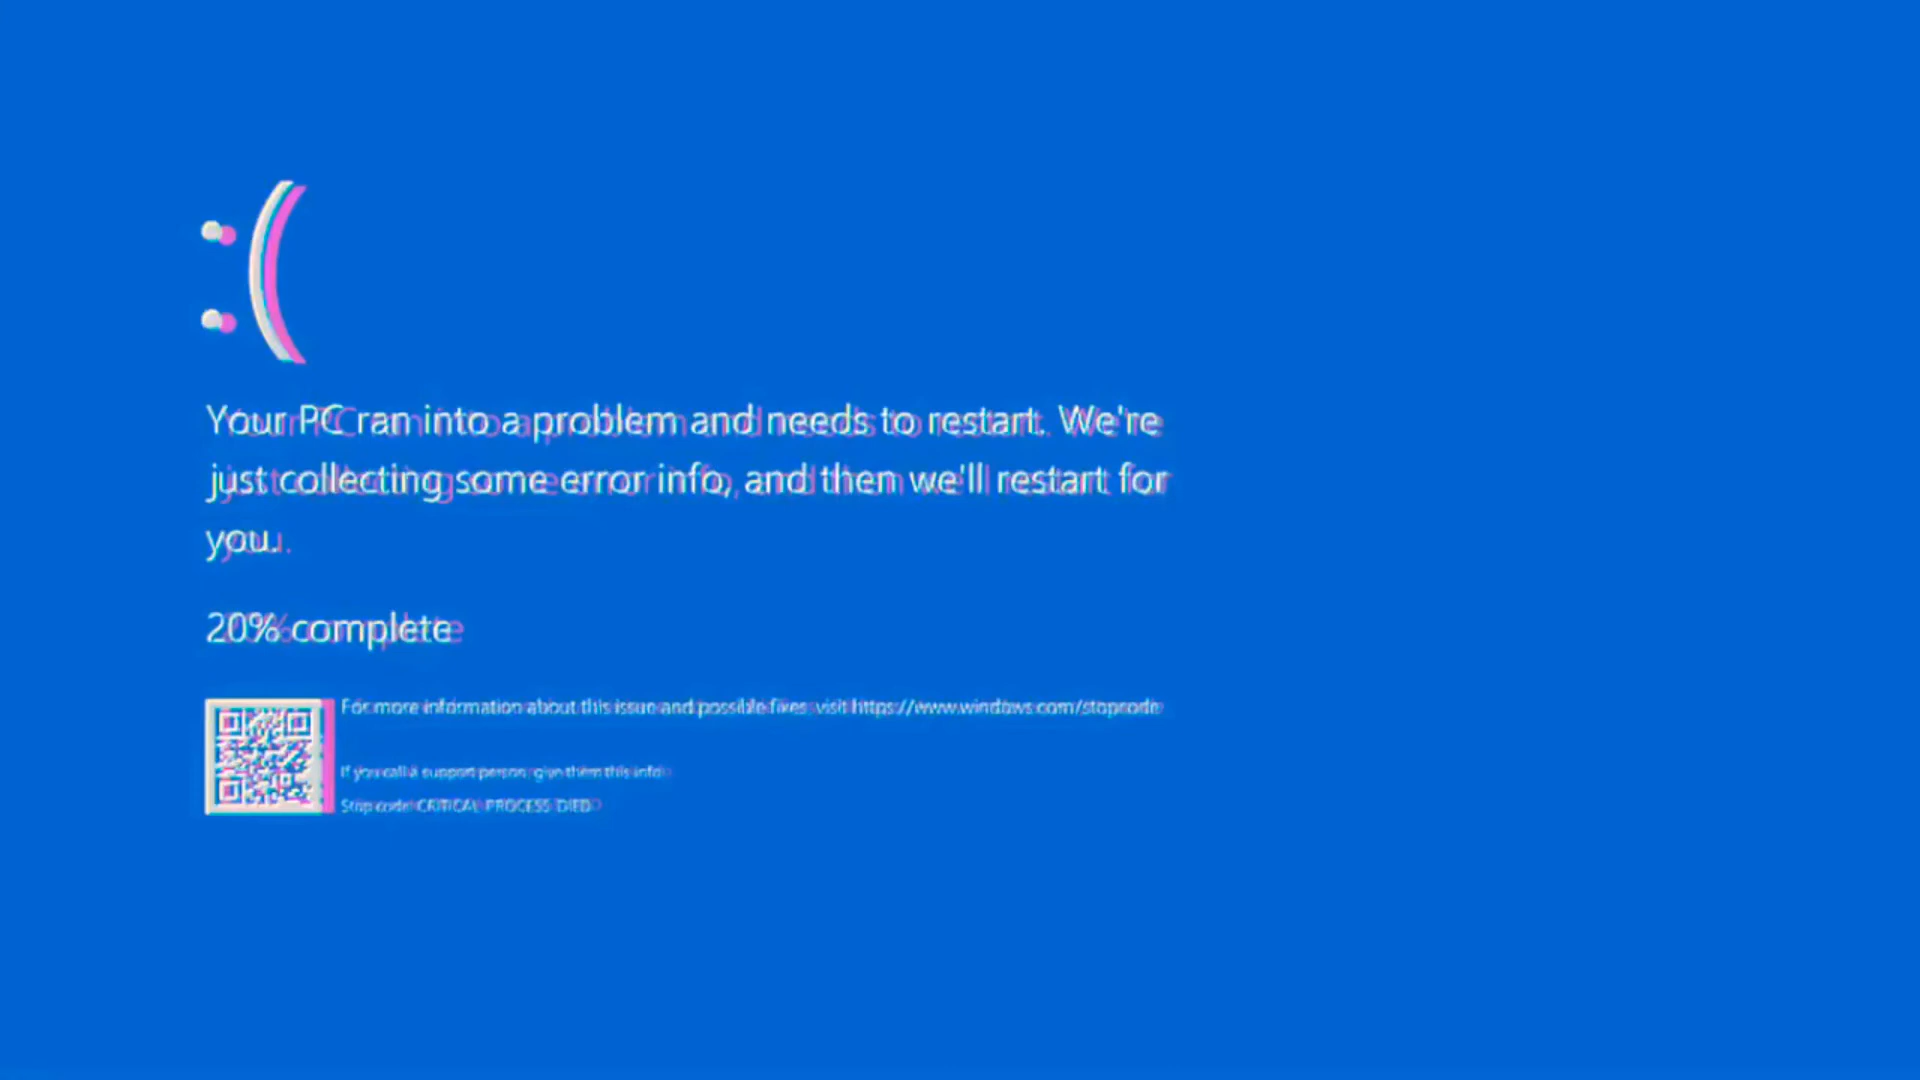 :(
Your PC ran into a problem and needs to restart. We're
just collecting some error info, and then we'll restart for
you.
20% complete
For more information about this issue and possible fixes, visit https://www.windows.com/stopcode
If you call a support person, give them this info:
Stop code: CRITICAL PROCESS DIED